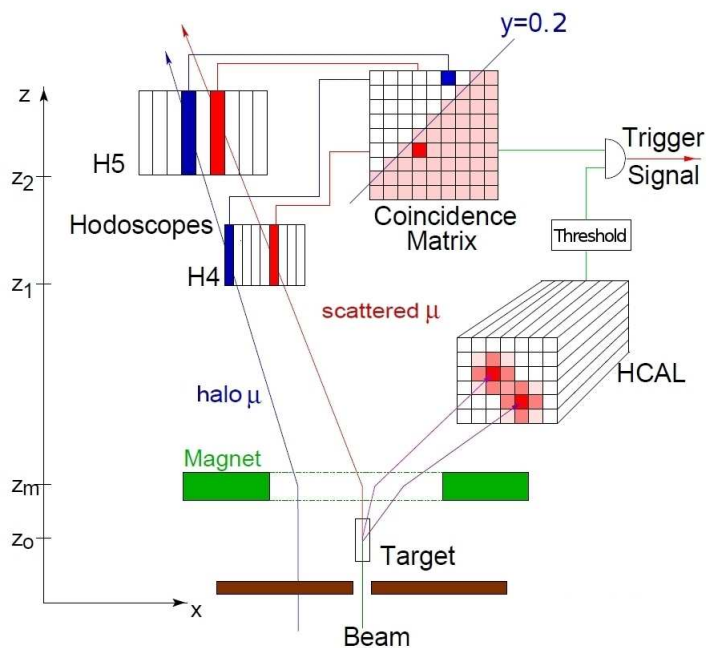 y=0.2
z
H5
Trigger
Signal
z2
Hodoscopes
Coincidence
Matrix
Threshold
H4
z1
scattered μ
HCAL
halo μ
Magnet
zm
zo
Target
x
Beam